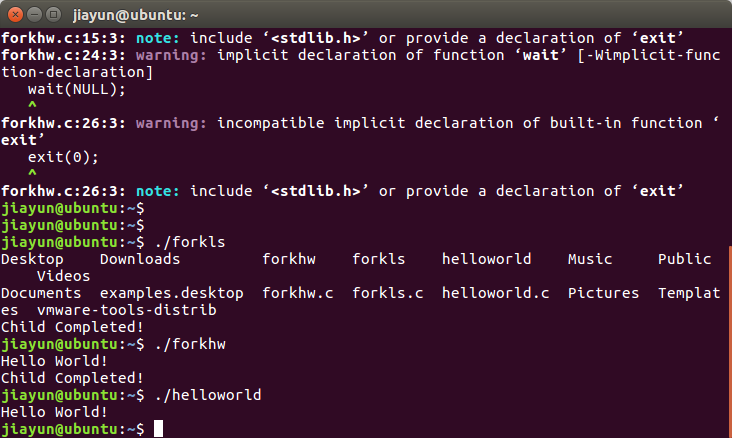 jiayun@ubuntu: ~
forkhw.c:15:3: note: include ‘<stdlib.h>’ or provide a declaration of ‘exit’
forkhw.c:24:3: warning: implicit declaration of function ‘wait’ [-Wimplicit-func
tion-declaration]
   wait(NULL);
   ^
forkhw.c:26:3: warning: incompatible implicit declaration of built-in function ‘
exit’
   exit(0);
   ^
forkhw.c:26:3: note: include ‘<stdlib.h>’ or provide a declaration of ‘exit’
jiayun@ubuntu:~$
jiayun@ubuntu:~$
jiayun@ubuntu:~$ ./forkls
Desktop    Downloads         forkhw    forkls    helloworld    Music     Public
    Videos
Documents  examples.desktop  forkhw.c  forkls.c  helloworld.c  Pictures  Templat
es  vmware-tools-distrib
Child Completed!
jiayun@ubuntu:~$ ./forkhw
Hello World!
Child Completed!
jiayun@ubuntu:~$ ./helloworld
Hello World!
jiayun@ubuntu:~$